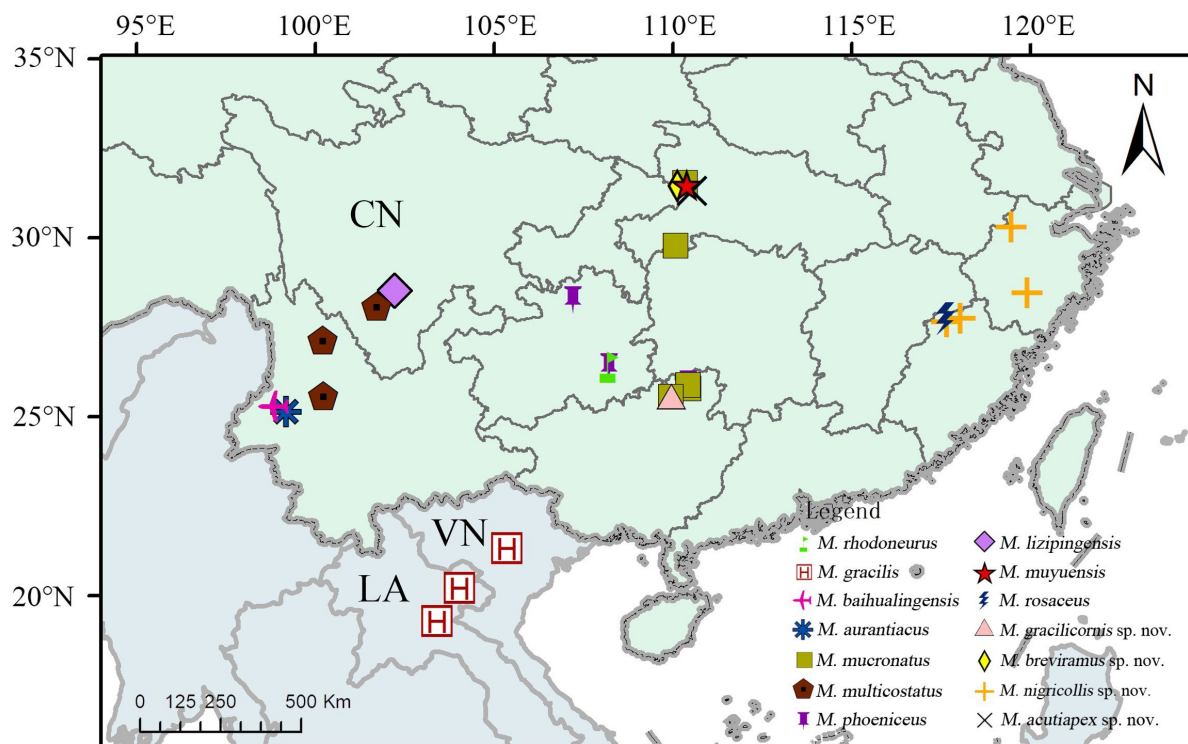 95°E 100°E 105°E 110°E 115°E 120°E
35°N
N
CN
30°N
25°N
VN
LA
20°N
Legend
M. rhodoneurus
M. gracilis
M. baihualingensis
M. aurantiacus
M. mucronatus
M. multicostatus
M. phoeniceus
M. lizipingensis
M. muyuensis
M. rosaceus
M. gracilicornis sp. nov.
M. breviramus sp. nov.
M. nigricollis sp. nov.
M. acutiapex sp. nov.
0 125 250 500 Km
H
H
H
H